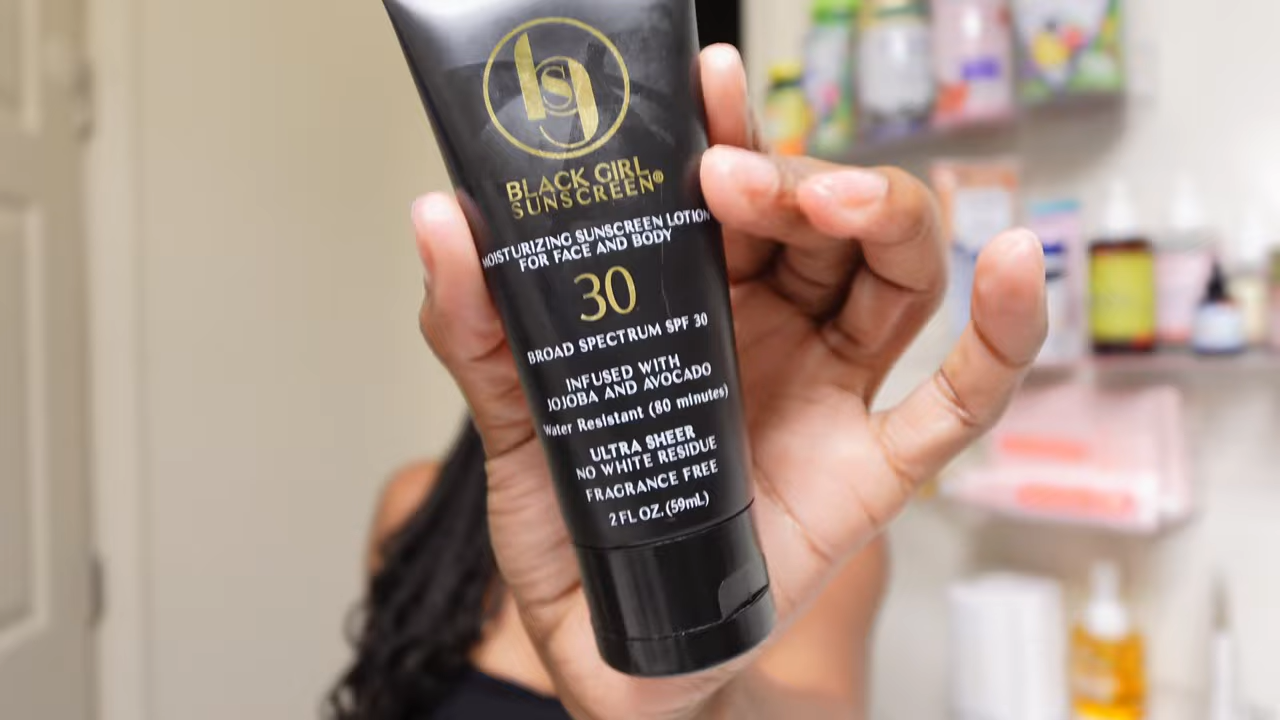 bsg
BLACK GIRL
SUNSCREEN®
MOISTURIZING SUNSCREEN LOTION
FOR FACE AND BODY
30
BROAD SPECTRUM SPF 30
INFUSED WITH
JOJOBA AND AVOCADO
Water Resistant (80 minutes)
ULTRA SHEER
NO WHITE RESIDUE
FRAGRANCE FREE
2 FL OZ. (59mL)